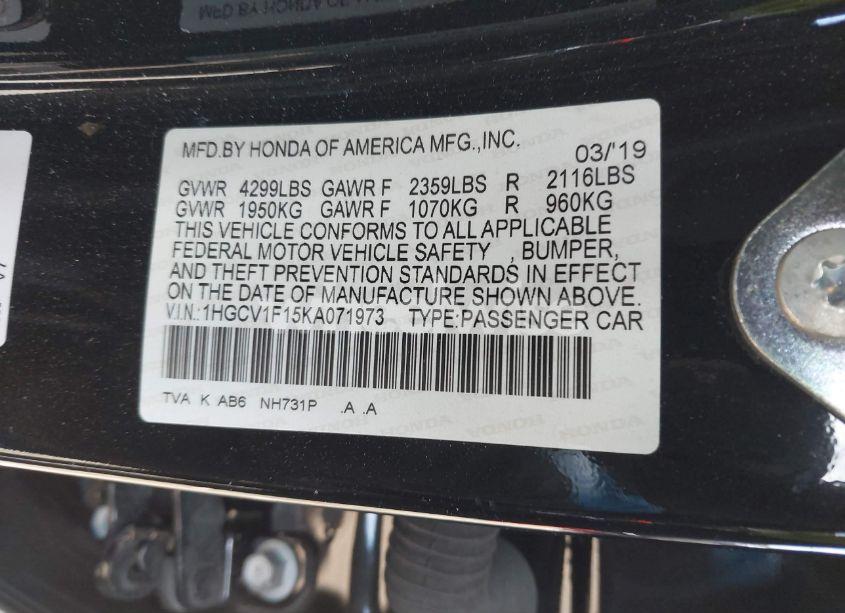 MFD.BY HONDA OF AMERICA MFG.,INC.
03/'19
GVWR 4299LBS GAWR F 2359LBS R 2116LBS
GVWR 1950KG GAWR F 1070KG R 960KG
THIS VEHICLE CONFORMS TO ALL APPLICABLE
FEDERAL MOTOR VEHICLE SAFETY , BUMPER,
AND THEFT PREVENTION STANDARDS IN EFFECT
ON THE DATE OF MANUFACTURE SHOWN ABOVE.
V.I.N.:1HGCV1F15KA071973 TYPE:PASSENGER CAR
TVA K AB6 NH731P .A .A